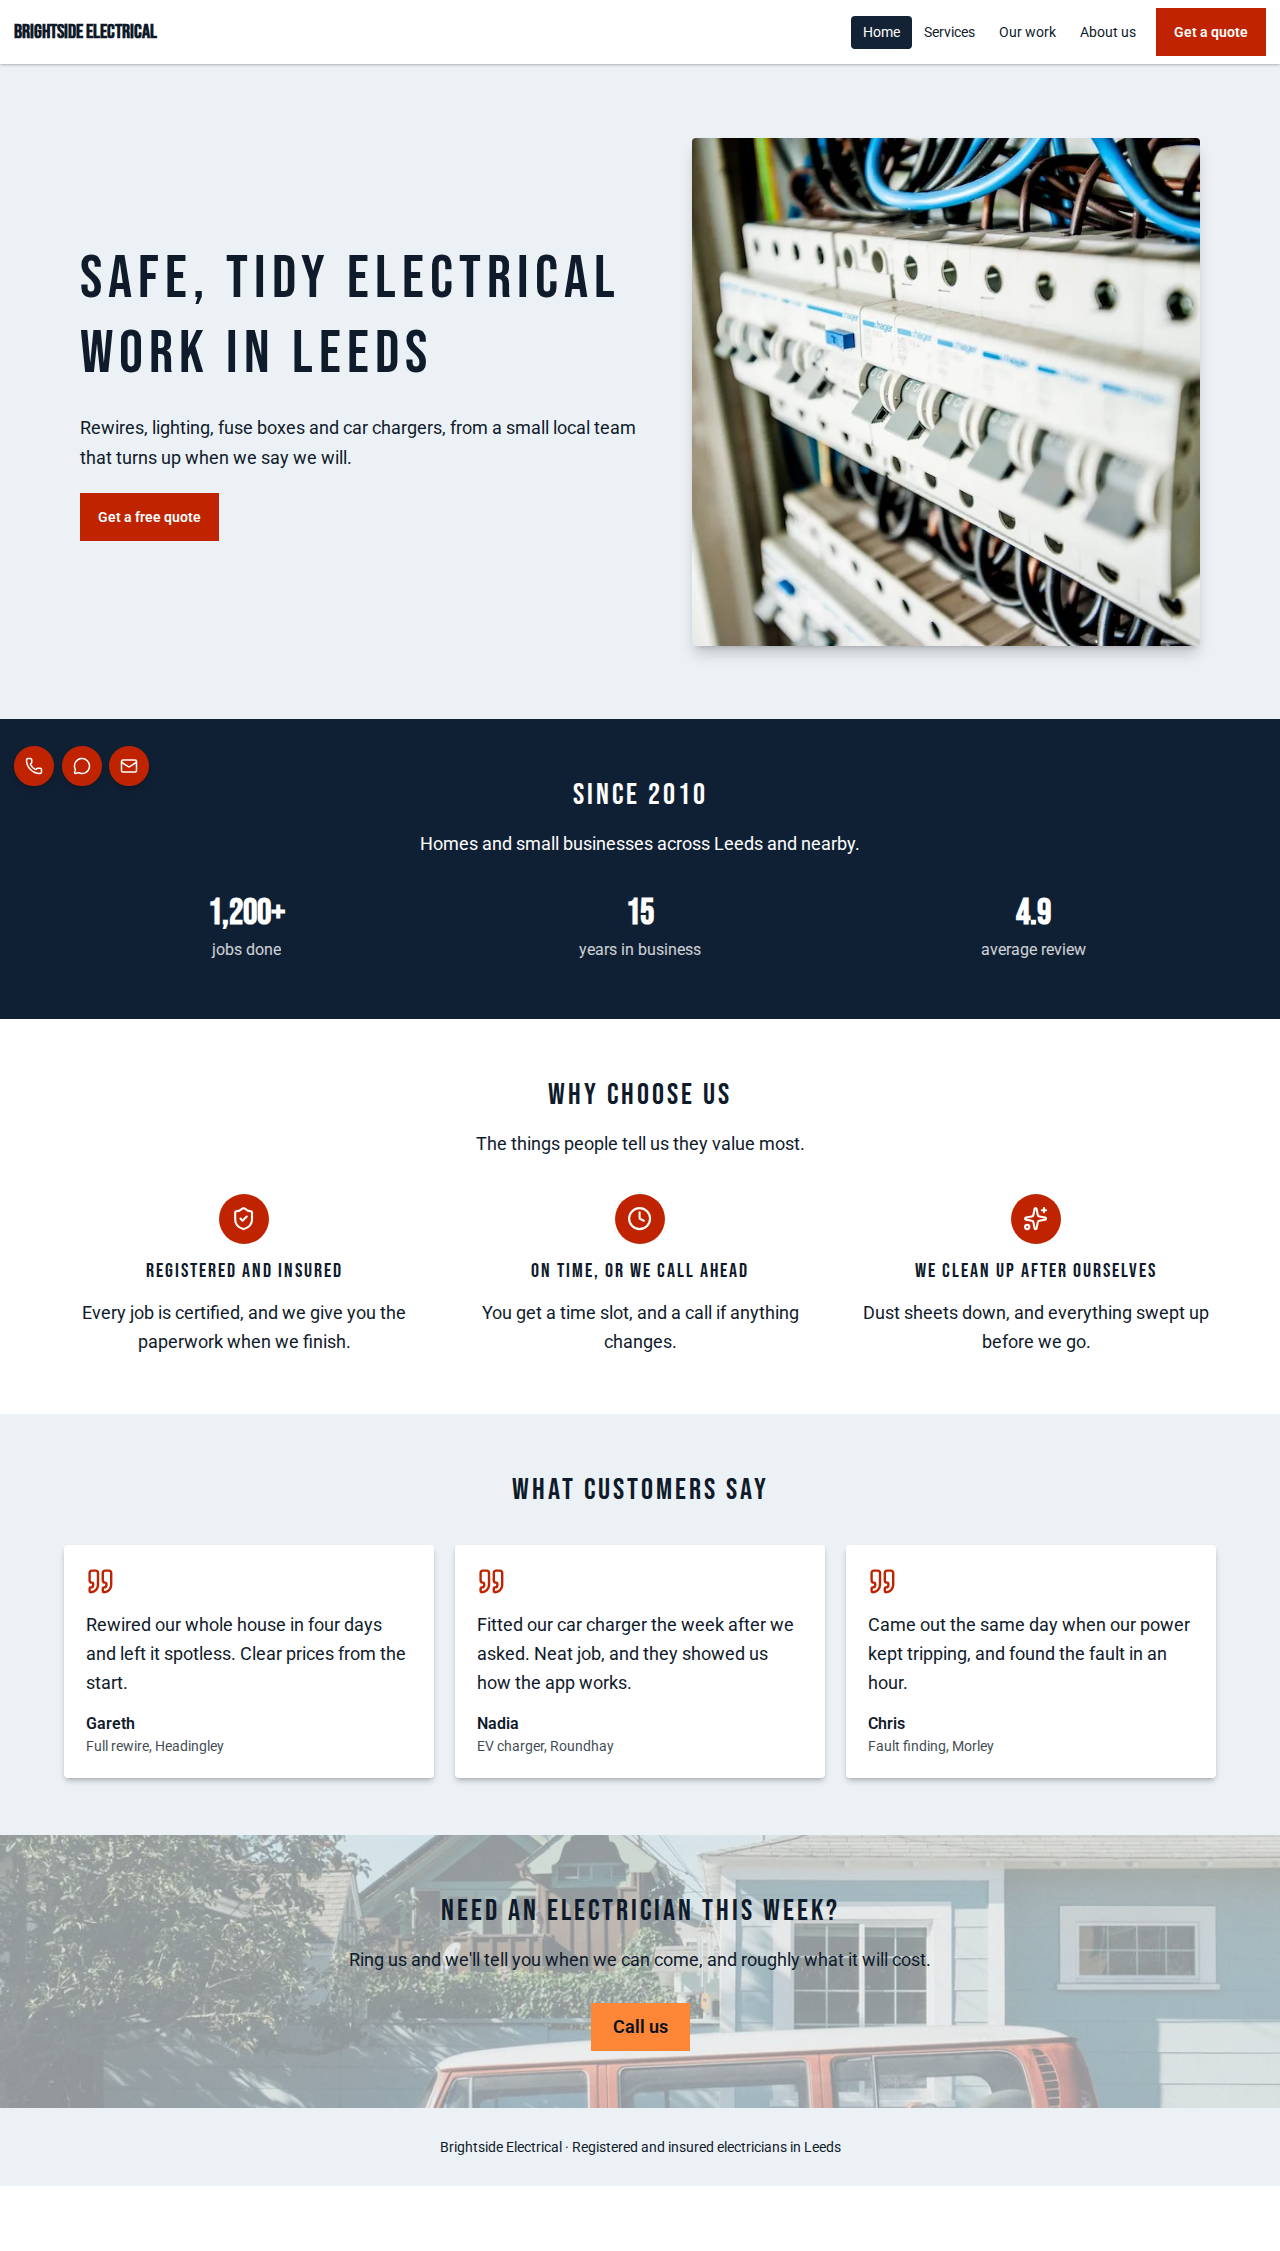 BRIGHTSIDE ELECTRICAL
Home
Services
Our work
About us
Get a quote
SAFE, TIDY ELECTRICAL
WORK IN LEEDS
Rewires, lighting, fuse boxes and car chargers, from a small local team
that turns up when we say we will.
Get a free quote
hager
hager
hager
hager
SINCE 2010
Homes and small businesses across Leeds and nearby.
1,200+
jobs done
15
years in business
4.9
average review
WHY CHOOSE US
The things people tell us they value most.
REGISTERED AND INSURED
Every job is certified, and we give you the
paperwork when we finish.
ON TIME, OR WE CALL AHEAD
You get a time slot, and a call if anything
changes.
WE CLEAN UP AFTER OURSELVES
Dust sheets down, and everything swept up
before we go.
WHAT CUSTOMERS SAY
Rewired our whole house in four days
and left it spotless. Clear prices from the
start.
Gareth
Full rewire, Headingley
Fitted our car charger the week after we
asked. Neat job, and they showed us
how the app works.
Nadia
EV charger, Roundhay
Came out the same day when our power
kept tripping, and found the fault in an
hour.
Chris
Fault finding, Morley
NEED AN ELECTRICIAN THIS WEEK?
Ring us and we'll tell you when we can come, and roughly what it will cost.
Call us
Brightside Electrical · Registered and insured electricians in Leeds